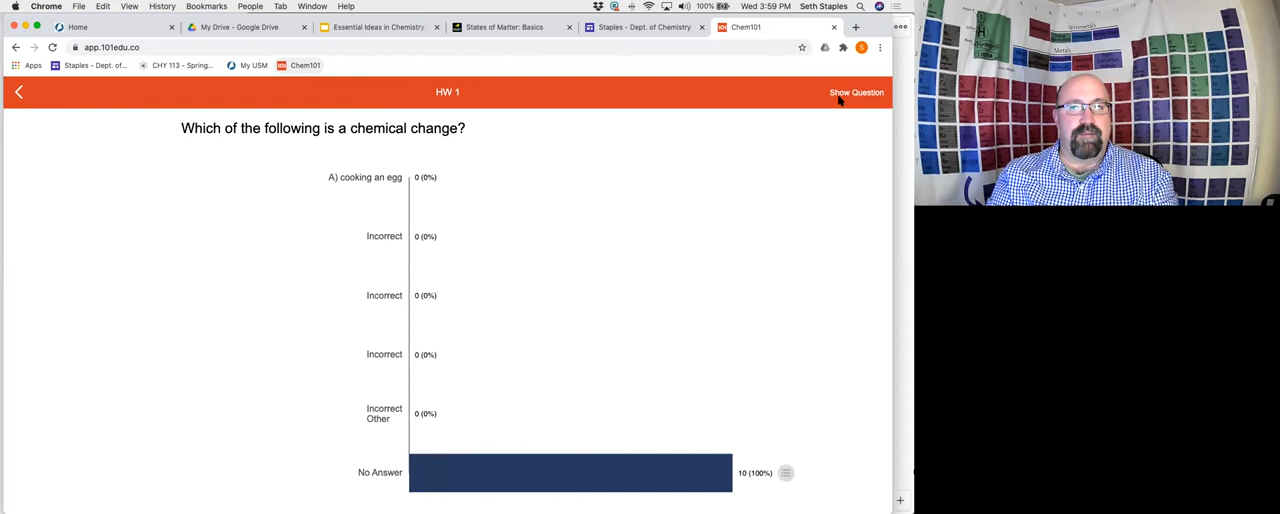 Chrome File Edit View History Bookmarks People Tab Window Help 100% Wed 3:59 PM Seth Staples
Home My Drive - Google Drive Essential Ideas in Chemistry States of Matter: Basics Staples - Dept. of Chemistry Chem101
app.101edu.co
Apps Staples - Dept. of... CHY 113 - Spring... My USM Chem101
HW 1 Show Question
Which of the following is a chemical change?
A) cooking an egg 0 (0%)
Incorrect 0 (0%)
Incorrect 0 (0%)
Incorrect 0 (0%)
Incorrect Other 0 (0%)
No Answer 10 (100%)
Nonmetals
Metals